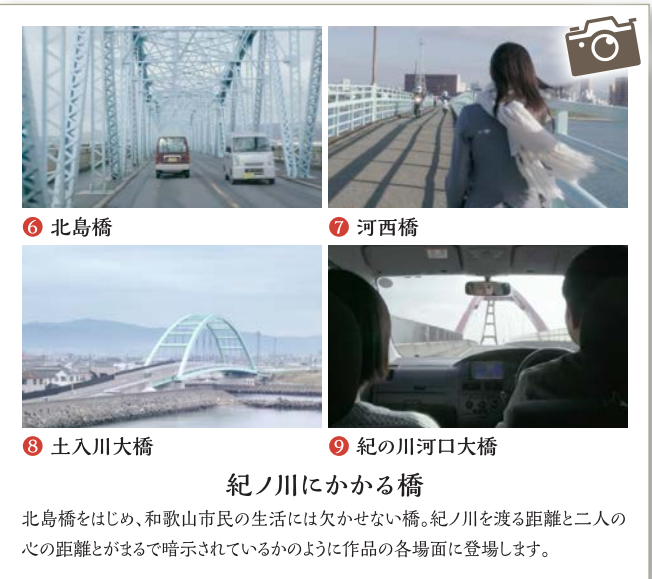 6 北島橋
7 河西橋
8 土入川大橋
9 紀の川河口大橋
紀ノ川にかかる橋
北島橋をはじめ、和歌山市民の生活には欠かせない橋。紀ノ川を渡る距離と二人の
心の距離とがまるで暗示されているかのように作品の各場面に登場します。